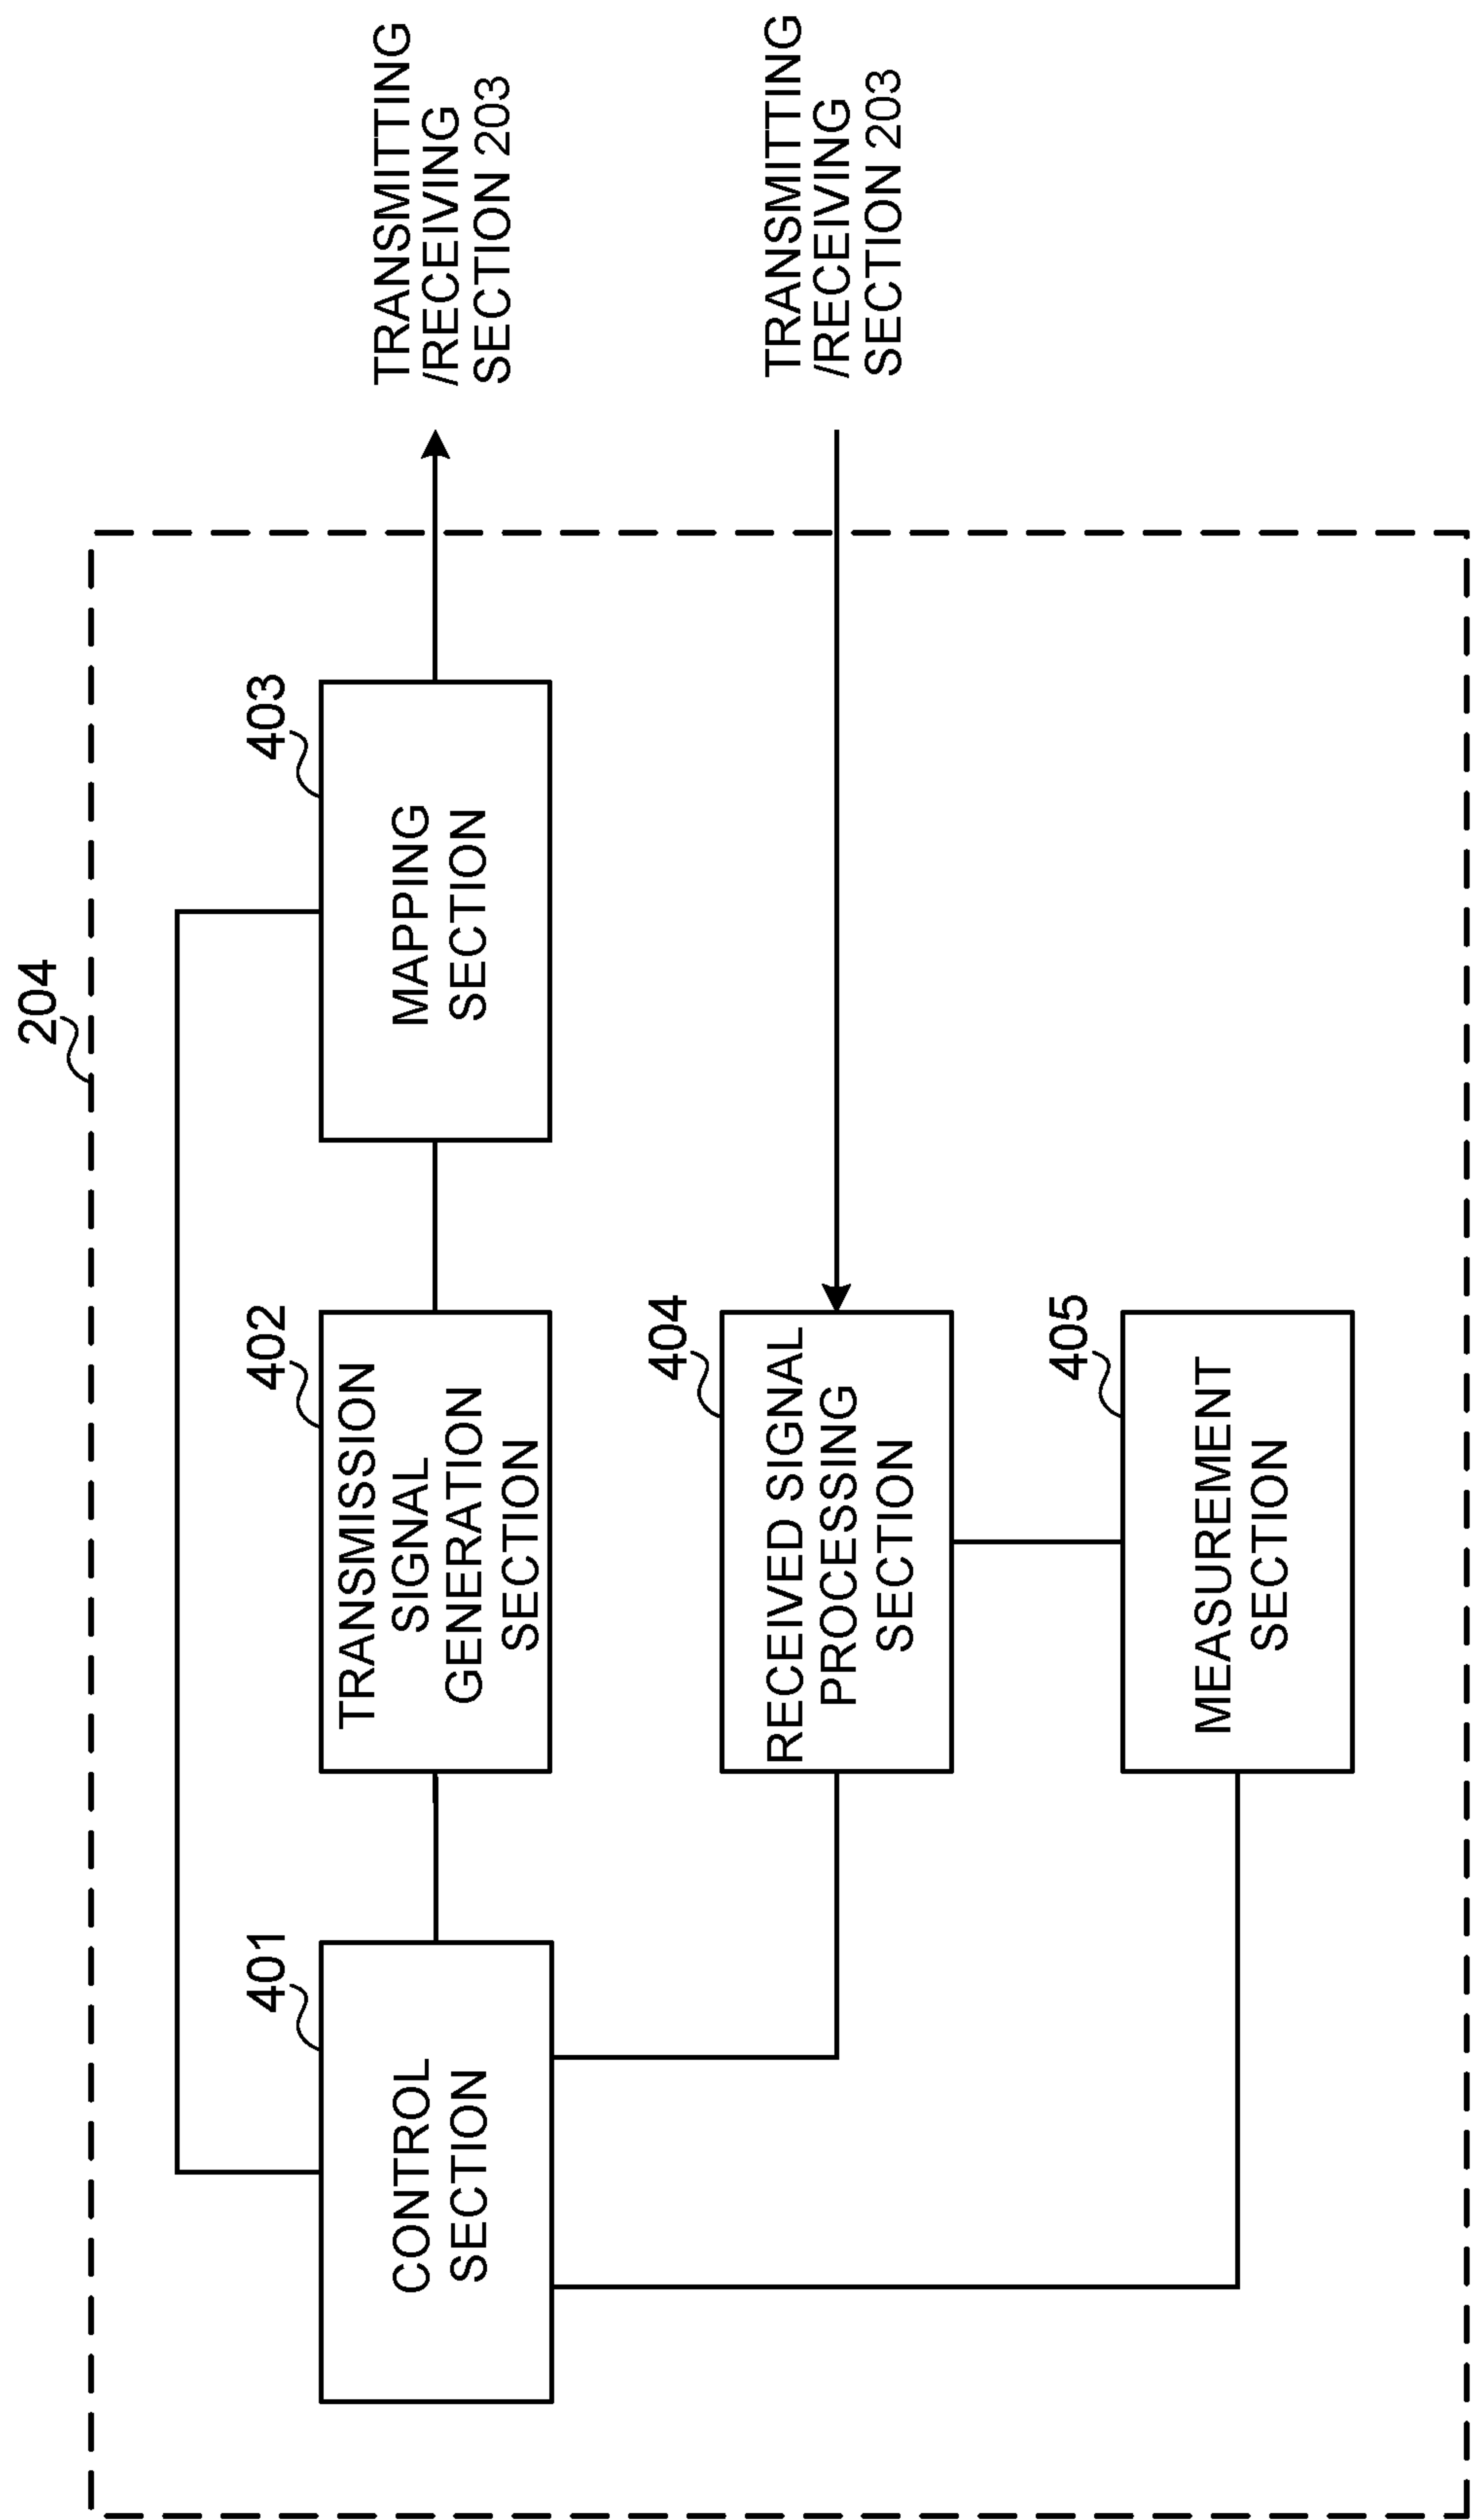 204
401
CONTROL
SECTION
402
TRANSMISSION
SIGNAL
GENERATION
SECTION
403
MAPPING
SECTION
TRANSMITTING
/RECEIVING
SECTION 203
404
RECEIVED SIGNAL
PROCESSING
SECTION
TRANSMITTING
/RECEIVING
SECTION 203
405
MEASUREMENT
SECTION